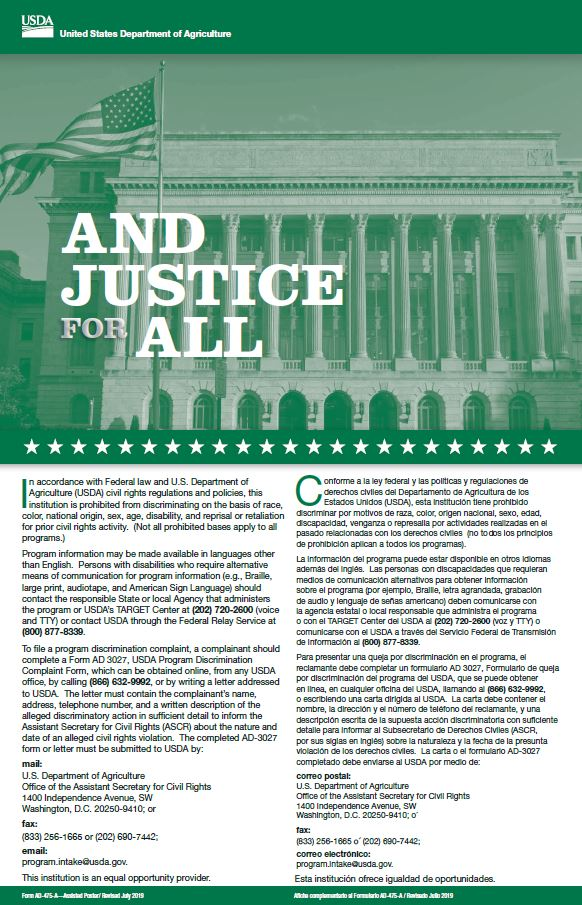 USDA
United States Department of Agriculture
AND
JUSTICE
FOR ALL
In accordance with Federal law and U.S. Department of
Agriculture (USDA) civil rights regulations and policies, this
institution is prohibited from discriminating on the basis of race,
color, national origin, sex, age, disability, and reprisal or retaliation
for prior civil rights activity. (Not all prohibited bases apply to all
programs.)
Program information may be made available in languages other
than English. Persons with disabilities who require alternative
means of communication for program information (e.g., Braille,
large print, audiotape, and American Sign Language) should
contact the responsible State or local Agency that administers
the program or USDA's TARGET Center at (202) 720-2600 (voice
and TTY) or contact USDA through the Federal Relay Service at
(800) 877-8339.
To file a program discrimination complaint, a complainant should
complete a Form AD 3027, USDA Program Discrimination
Complaint Form, which can be obtained online, from any USDA
office, by calling (866) 632-9992, or by writing a letter addressed
to USDA. The letter must contain the complainant's name,
address, telephone number, and a written description of the
alleged discriminatory action in sufficient detail to inform the
Assistant Secretary for Civil Rights (ASCR) about the nature and
date of an alleged civil rights violation. The completed AD-3027
form or letter must be submitted to USDA by:
mail:
U.S. Department of Agriculture
Office of the Assistant Secretary for Civil Rights
1400 Independence Avenue, SW
Washington, D.C. 20250-9410; or
fax:
(833) 256-1665 or (202) 690-7442;
email:
program.intake@usda.gov.
This institution is an equal opportunity provider.
Conforme a la ley federal y las políticas y regulaciones de
derechos civiles del Departamento de Agricultura de los
Estados Unidos (USDA), esta institución tiene prohibido
discriminar por motivos de raza, color, origen nacional, sexo, edad,
discapacidad, venganza o represalia por actividades realizadas en el
pasado relacionadas con los derechos civiles (no todos los principios
de prohibición aplican a todos los programas).
La información del programa puede estar disponible en otros idiomas
además del inglés. Las personas con discapacidades que requieran
medios de comunicación alternativos para obtener información
sobre el programa (por ejemplo, Braille, letra agrandada, grabación
de audio y lenguaje de señas americano) deben comunicarse con
la agencia estatal o local responsable que administra el programa
o con el TARGET Center del USDA al (202) 720-2600 (voz y TTY) o
comunicarse con el USDA a través del Servicio Federal de Transmisión
de Información al (800) 877-8339.
Para presentar una queja por discriminación en el programa, el
reclamante debe completar un formulario AD 3027, Formulario de queja
por discriminación del programa del USDA, que se puede obtener
en línea, en cualquier oficina del USDA, llamando al (866) 632-9992,
o escribiendo una carta dirigida al USDA. La carta debe contener el
nombre, la dirección y el número de teléfono del reclamante, y una
descripción escrita de la supuesta acción discriminatoria con suficiente
detalle para informar al Subsecretario de Derechos Civiles (ASCR,
por sus siglas en inglés) sobre la naturaleza y la fecha de la presunta
violación de los derechos civiles. La carta o el formulario AD-3027
completado debe enviarse al USDA por medio de:
correo postal:
U.S. Department of Agriculture
Office of the Assistant Secretary for Civil Rights
1400 Independence Avenue, SW
Washington, D.C. 20250-9410; o´
fax:
(833) 256-1665 o´ (202) 690-7442;
correo electrónico:
program.intake@usda.gov.
Esta institución ofrece igualdad de oportunidades.
Form AD-475-A—Assisted Poster/ Revised July 2019
Afiche complementario al Formulario AD-475-A / Revisado Julio 2019